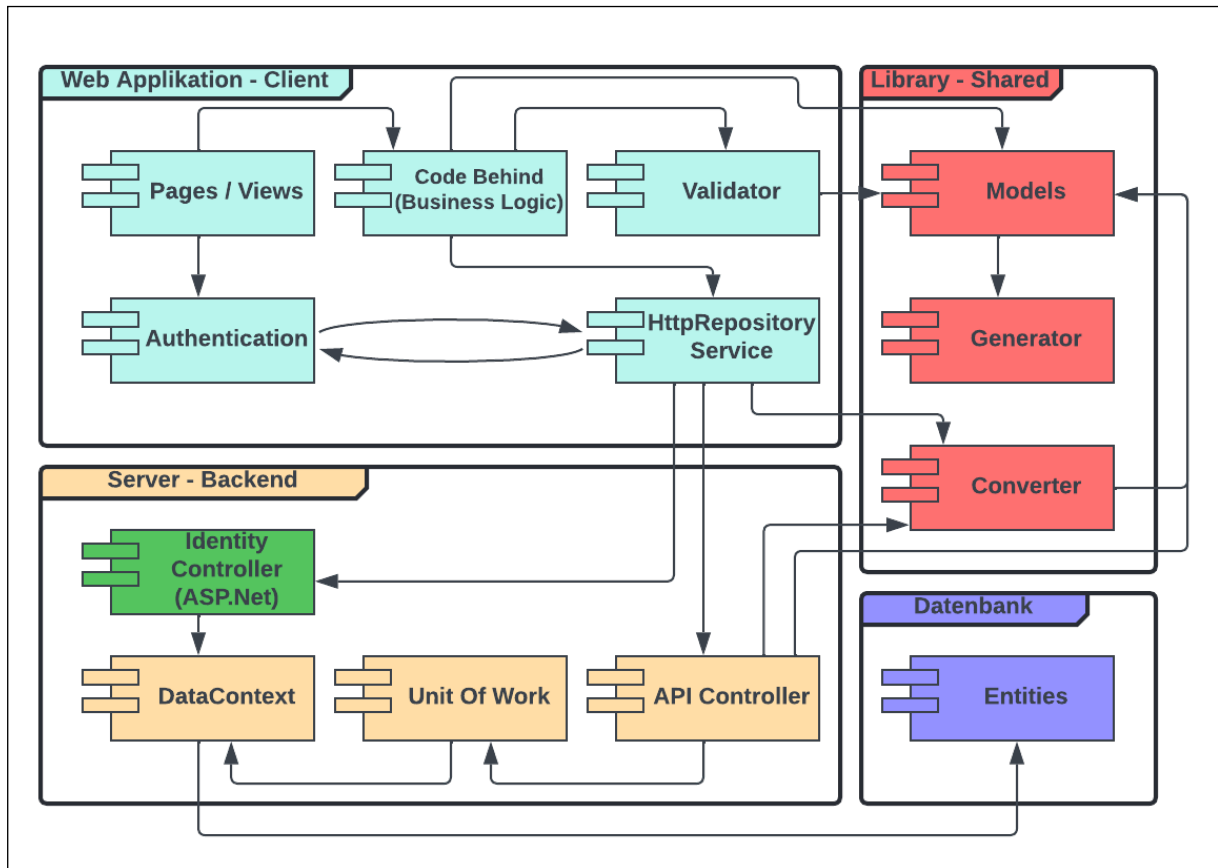 Web Applikation - Client
Library - Shared
Pages / Views
Code Behind
(Business Logic)
Validator
Models
Authentication
HttpRepository
Service
Generator
Converter
Server - Backend
Identity
Controller
(ASP.Net)
Datenbank
DataContext
Unit Of Work
API Controller
Entities